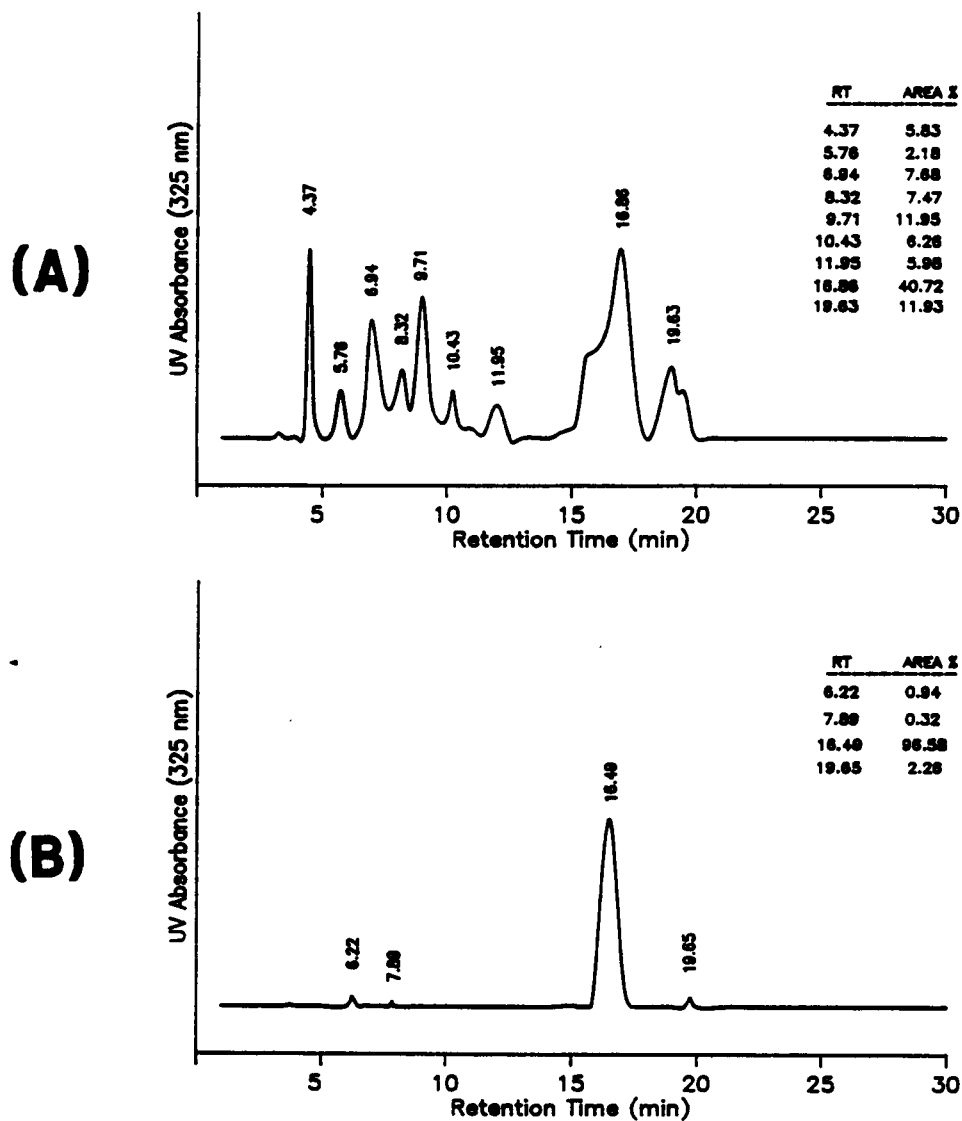 (A)
UV Absorbance (325 nm)
4.37
5.76
6.94
8.32
9.71
10.43
11.95
16.86
19.63
RT AREA %
4.37 5.83
5.76 2.18
6.94 7.68
8.32 7.47
9.71 11.95
10.43 6.26
11.95 5.98
16.86 40.72
19.63 11.93
5 10 15 20 25 30
Retention Time (min)
(B)
UV Absorbance (325 nm)
6.22
7.89
16.49
19.65
RT AREA %
6.22 0.94
7.89 0.32
16.49 96.58
19.65 2.26
5 10 15 20 25 30
Retention Time (min)